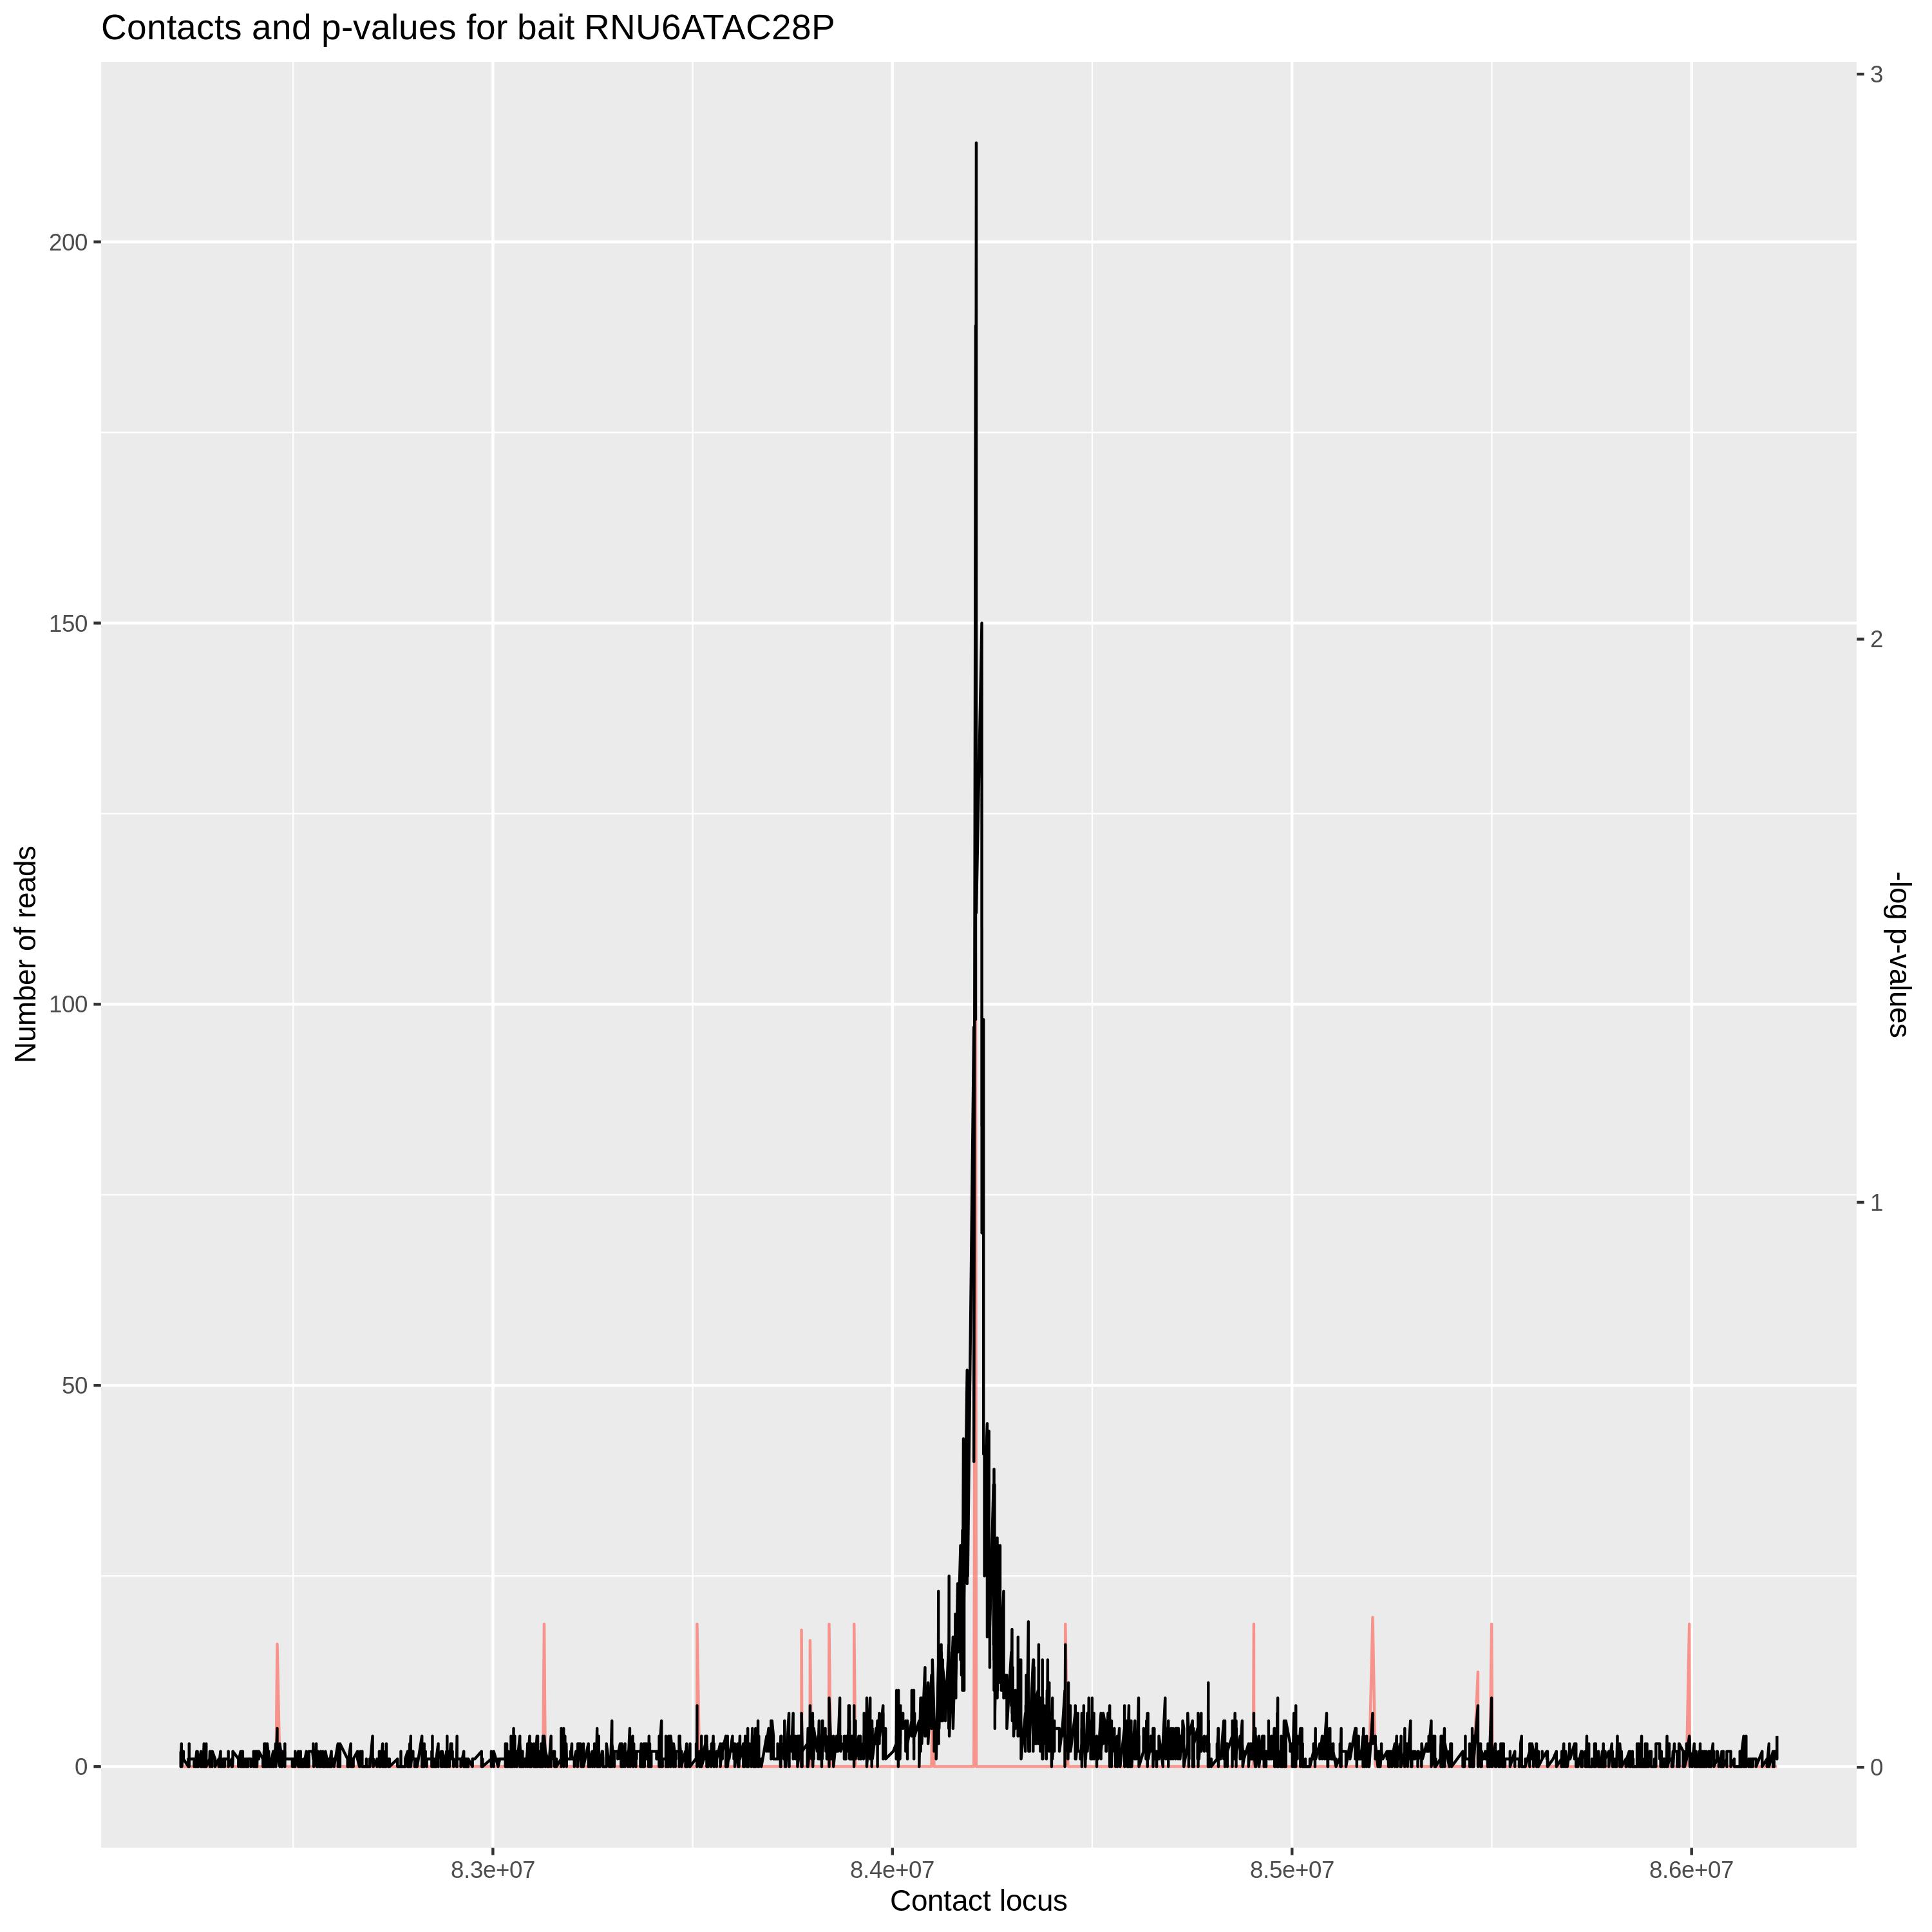 Contacts and p-values for bait RNU6ATAC28P
Number of reads
200
150
100
50
0
3
2
1
0
-log p-values
8.3e+07
8.4e+07
8.5e+07
8.6e+07
Contact locus